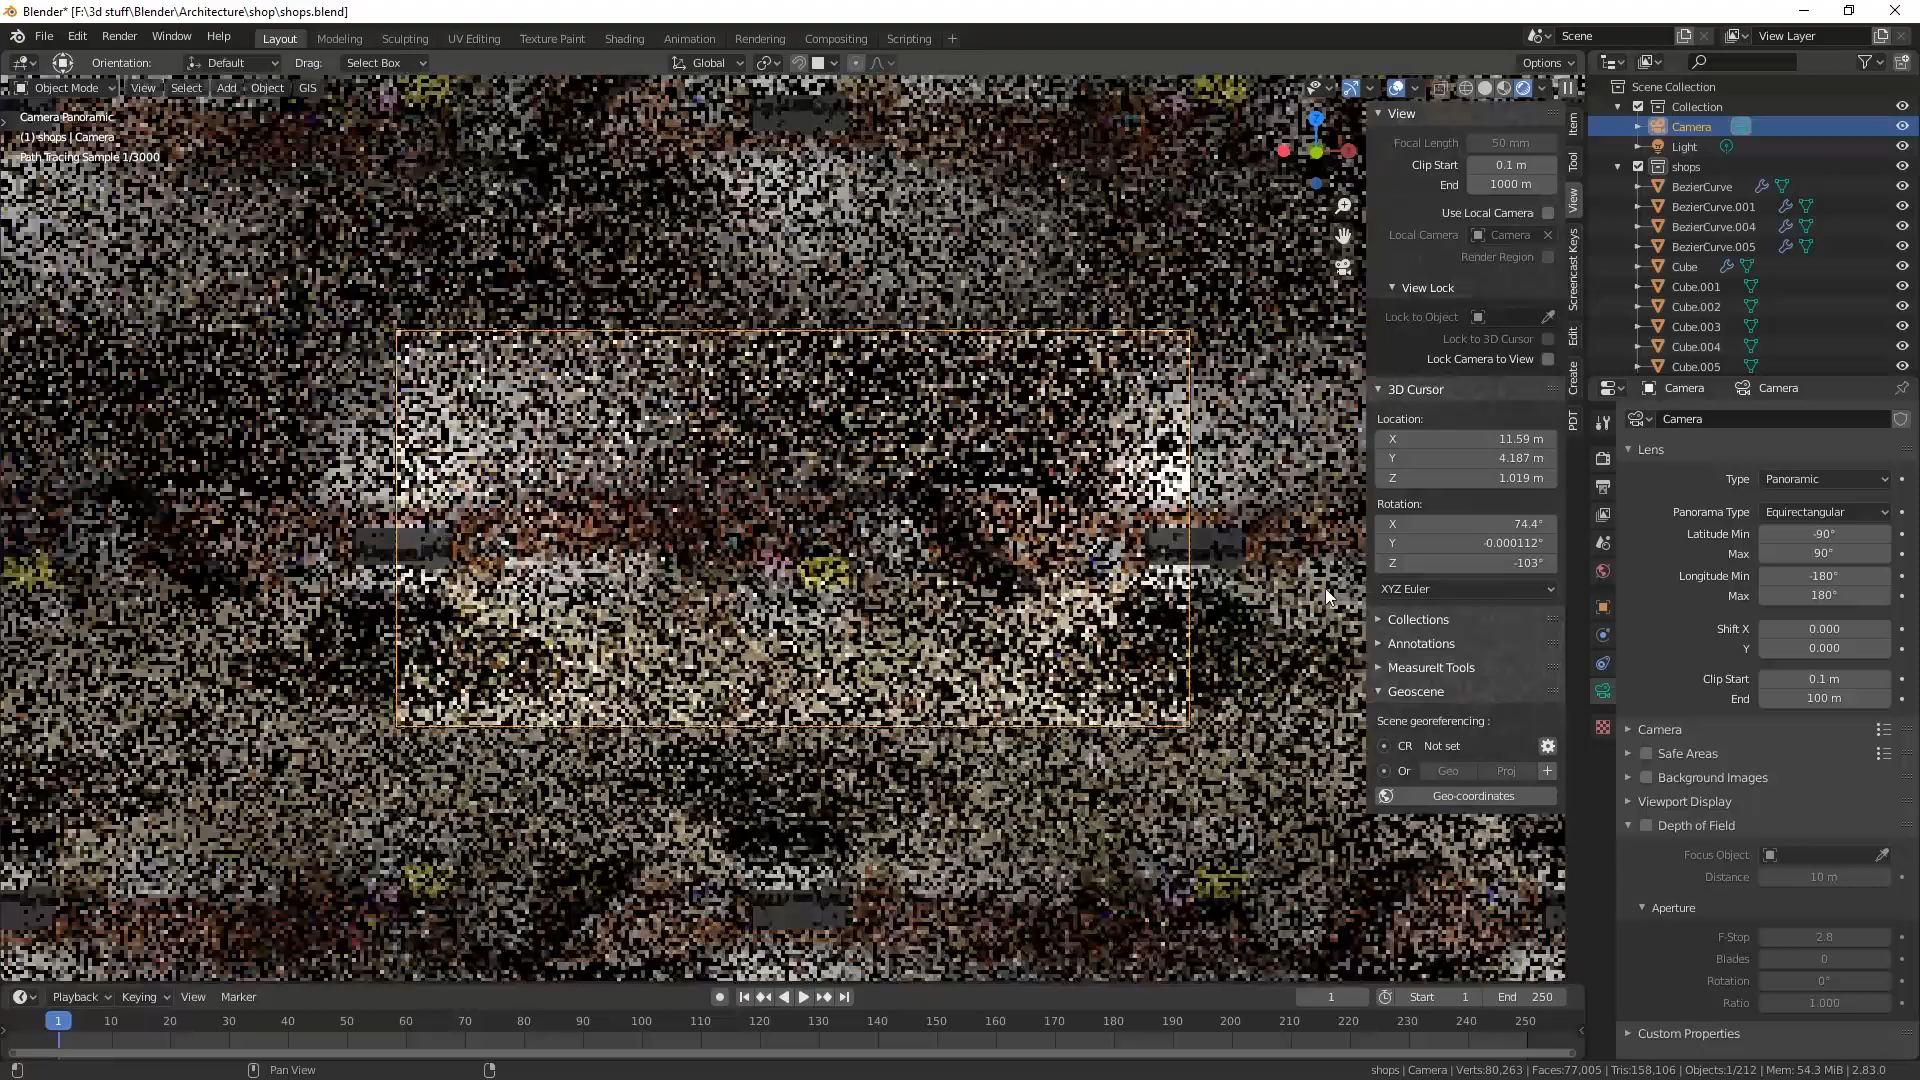 Blender* [F:\3d stuff\Blender\Architecture\shop\shops.blend]
File Edit Render Window Help Layout Modeling Sculpting UV Editing Texture Paint Shading Animation Rendering Compositing Scripting + Scene View Layer
Orientation: Default Drag: Select Box Global Options
Object Mode View Select Add Object GIS
Camera Panoramic
(1) shops | Camera
Path Tracing Sample 1/3000
Z
View
Focal Length 50 mm
Clip Start 0.1 m
End 1000 m
Use Local Camera
Local Camera Camera
Render Region
View Lock
Lock to Object
Lock to 3D Cursor
Lock Camera to View
3D Cursor
Location:
X 11.59 m
Y 4.187 m
Z 1.019 m
Rotation:
X 74.4°
Y -0.000112°
Z -103°
XYZ Euler
Collections
Annotations
MeasureIt Tools
Geoscene
Scene georeferencing :
CR Not set
Or Geo Proj +
Geo-coordinates
Item
Tool
View
Screencast Keys
Edit
Create
PDT
Scene Collection
Collection
Camera
Light
shops
BezierCurve
BezierCurve.001
BezierCurve.004
BezierCurve.005
Cube
Cube.001
Cube.002
Cube.003
Cube.004
Cube.005
Camera Camera
Camera
Lens
Type Panoramic
Panorama Type Equirectangular
Latitude Min -90°
Max 90°
Longitude Min -180°
Max 180°
Shift X 0.000
Y 0.000
Clip Start 0.1 m
End 100 m
Camera
Safe Areas
Background Images
Viewport Display
Depth of Field
Focus Object
Distance 10 m
Aperture
F-Stop 2.8
Blades 0
Rotation 0°
Ratio 1.000
Custom Properties
Playback Keying View Marker 1 Start 1 End 250
1 10 20 30 40 50 60 70 80 90 100 110 120 130 140 150 160 170 180 190 200 210 220 230 240 250
Pan View
shops | Camera | Verts:80,263 | Faces:77,005 | Tris:158,106 | Objects:1/212 | Mem: 54.3 MiB | 2.83.0